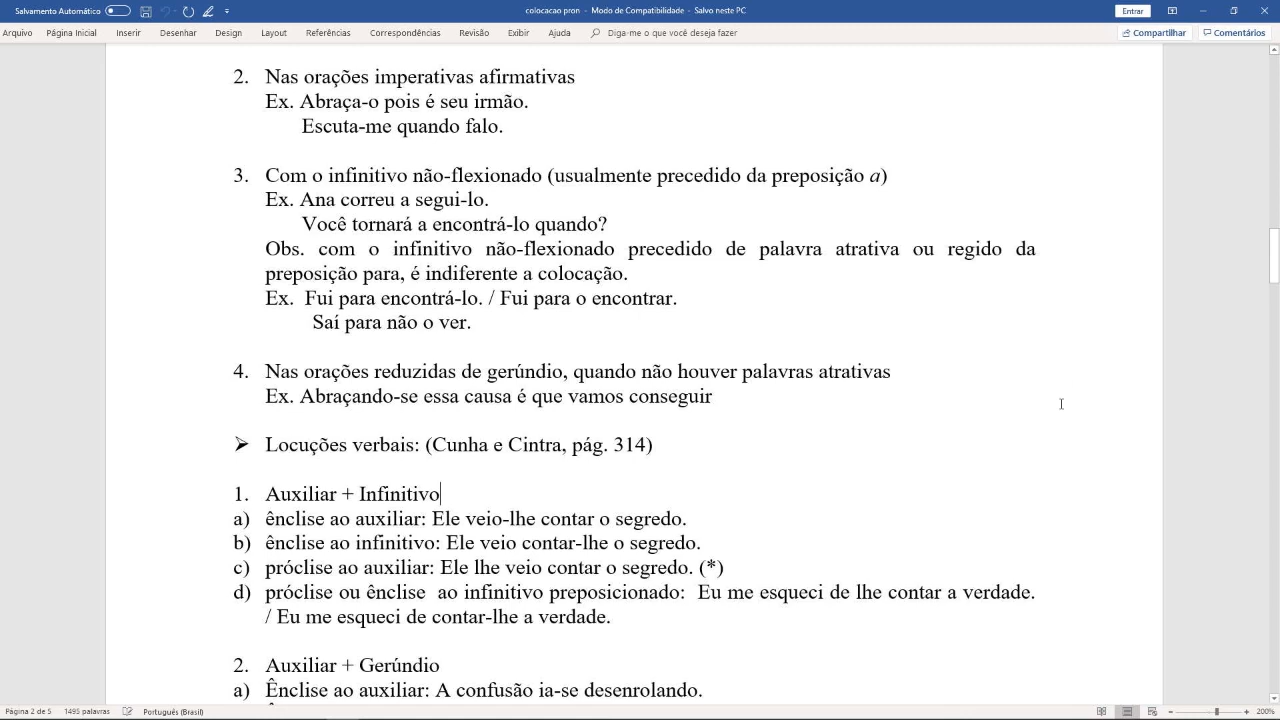 Salvamento Automático
colocacao pron - Modo de Compatibilidade - Salvo neste PC
Entrar
Arquivo Página Inicial Inserir Desenhar Design Layout Referências Correspondências Revisão Exibir Ajuda Diga-me o que você deseja fazer Compartilhar Comentários
2. Nas orações imperativas afirmativas
Ex. Abraça-o pois é seu irmão.
Escuta-me quando falo.
3. Com o infinitivo não-flexionado (usualmente precedido da preposição a)
Ex. Ana correu a segui-lo.
Você tornará a encontrá-lo quando?
Obs. com o infinitivo não-flexionado precedido de palavra atrativa ou regido da
preposição para, é indiferente a colocação.
Ex. Fui para encontrá-lo. / Fui para o encontrar.
Saí para não o ver.
4. Nas orações reduzidas de gerúndio, quando não houver palavras atrativas
Ex. Abraçando-se essa causa é que vamos conseguir
➢ Locuções verbais: (Cunha e Cintra, pág. 314)
1. Auxiliar + Infinitivo
a) ênclise ao auxiliar: Ele veio-lhe contar o segredo.
b) ênclise ao infinitivo: Ele veio contar-lhe o segredo.
c) próclise ao auxiliar: Ele lhe veio contar o segredo. (*)
d) próclise ou ênclise ao infinitivo preposicionado: Eu me esqueci de lhe contar a verdade.
/ Eu me esqueci de contar-lhe a verdade.
2. Auxiliar + Gerúndio
a) Ênclise ao auxiliar: A confusão ia-se desenrolando.
Página 2 de 5 1495 palavras Português (Brasil) 200%